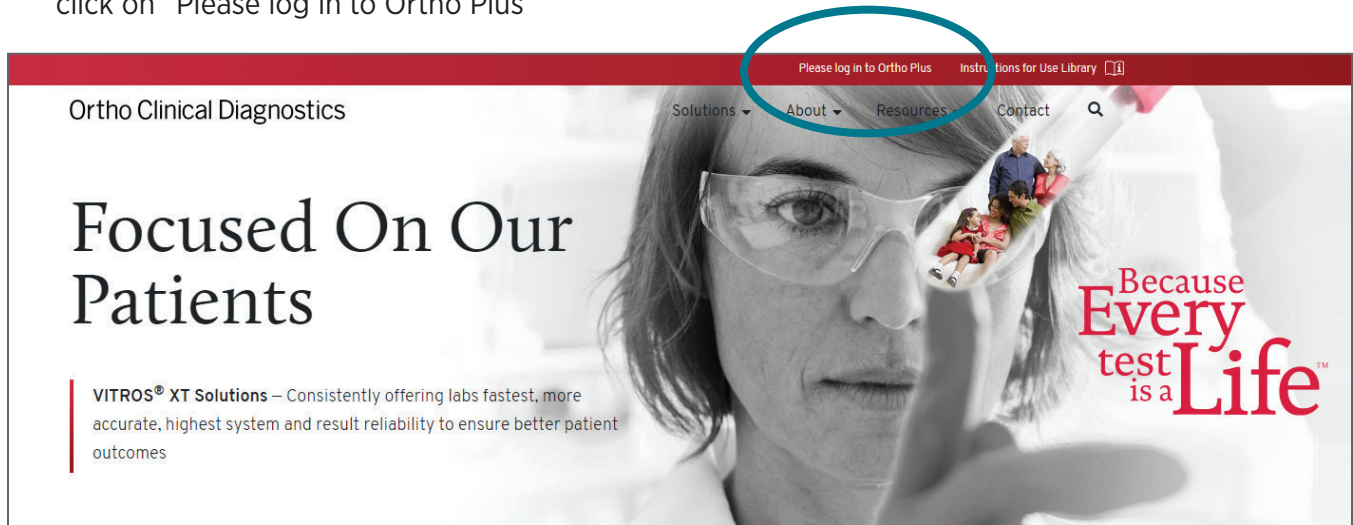 click on “Please log in to Ortho Plus”
Please log in to Ortho Plus Instructions for Use Library
Ortho Clinical Diagnostics
Solutions About Resources Contact
Focused On Our
Patients
VITROS® XT Solutions – Consistently offering labs fastest, more
accurate, highest system and result reliability to ensure better patient
outcomes
Because
Every
test
is a
Life™